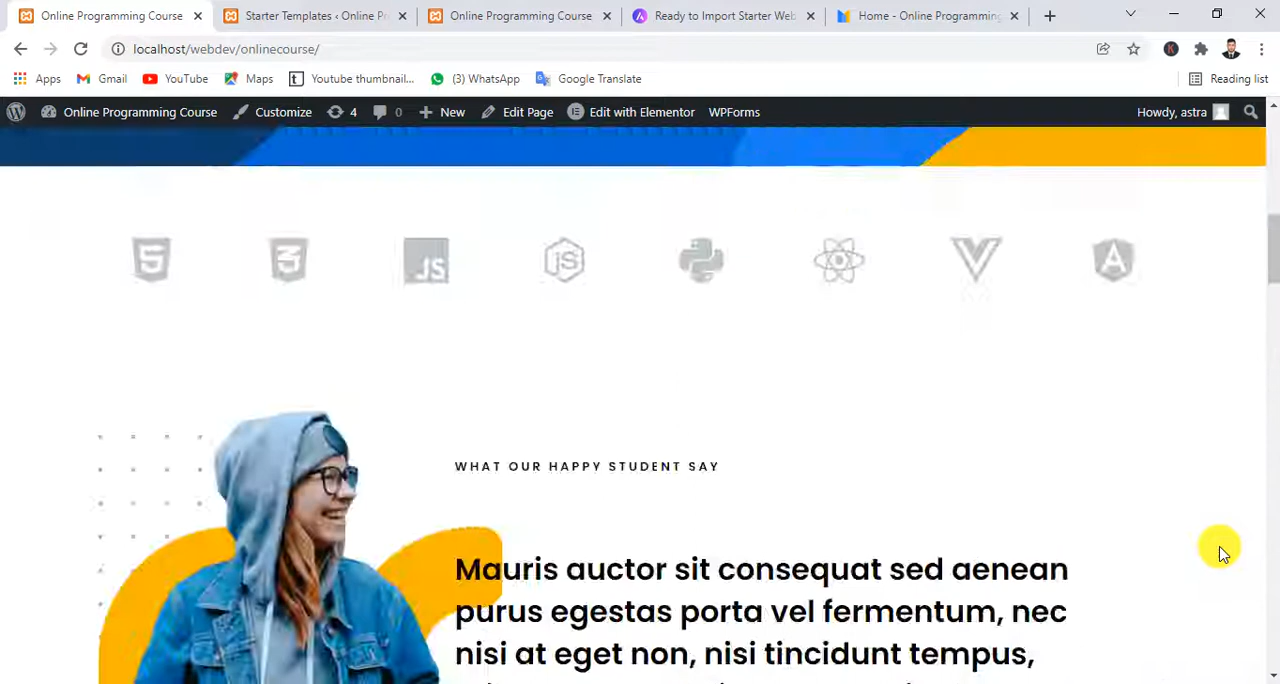 Online Programming Course
Starter Templates ‹ Online Pr
Online Programming Course
Ready to Import Starter Web
Home - Online Programming
localhost/webdev/onlinecourse/
K
Apps
Gmail
YouTube
Maps
t
Youtube thumbnail...
(3) WhatsApp
Google Translate
Reading list
Online Programming Course
Customize
4
0
New
Edit Page
Edit with Elementor
WPForms
Howdy, astra
5
3
JS
JS
A
WHAT OUR HAPPY STUDENT SAY
Mauris auctor sit consequat sed aenean
purus egestas porta vel fermentum, nec
nisi at eget non, nisi tincidunt tempus,